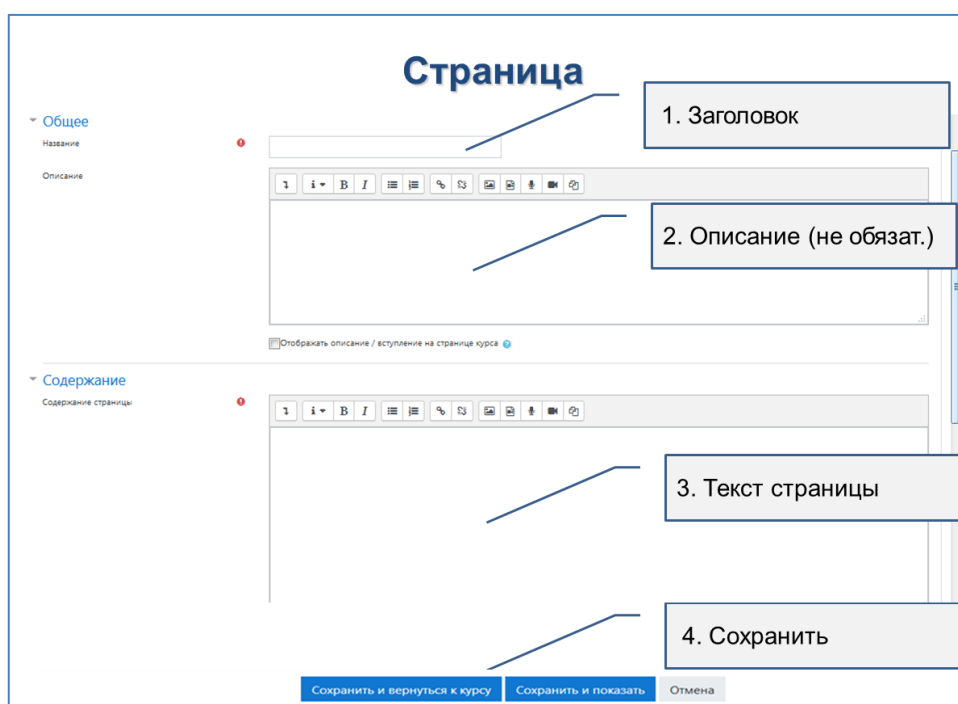 Страница
1. Заголовок
Общее
Название
Описание
2. Описание (не обязат.)
Отображать описание / вступление на странице курса
Содержание
Содержание страницы
3. Текст страницы
4. Сохранить
Сохранить и вернуться к курсу Сохранить и показать Отмена